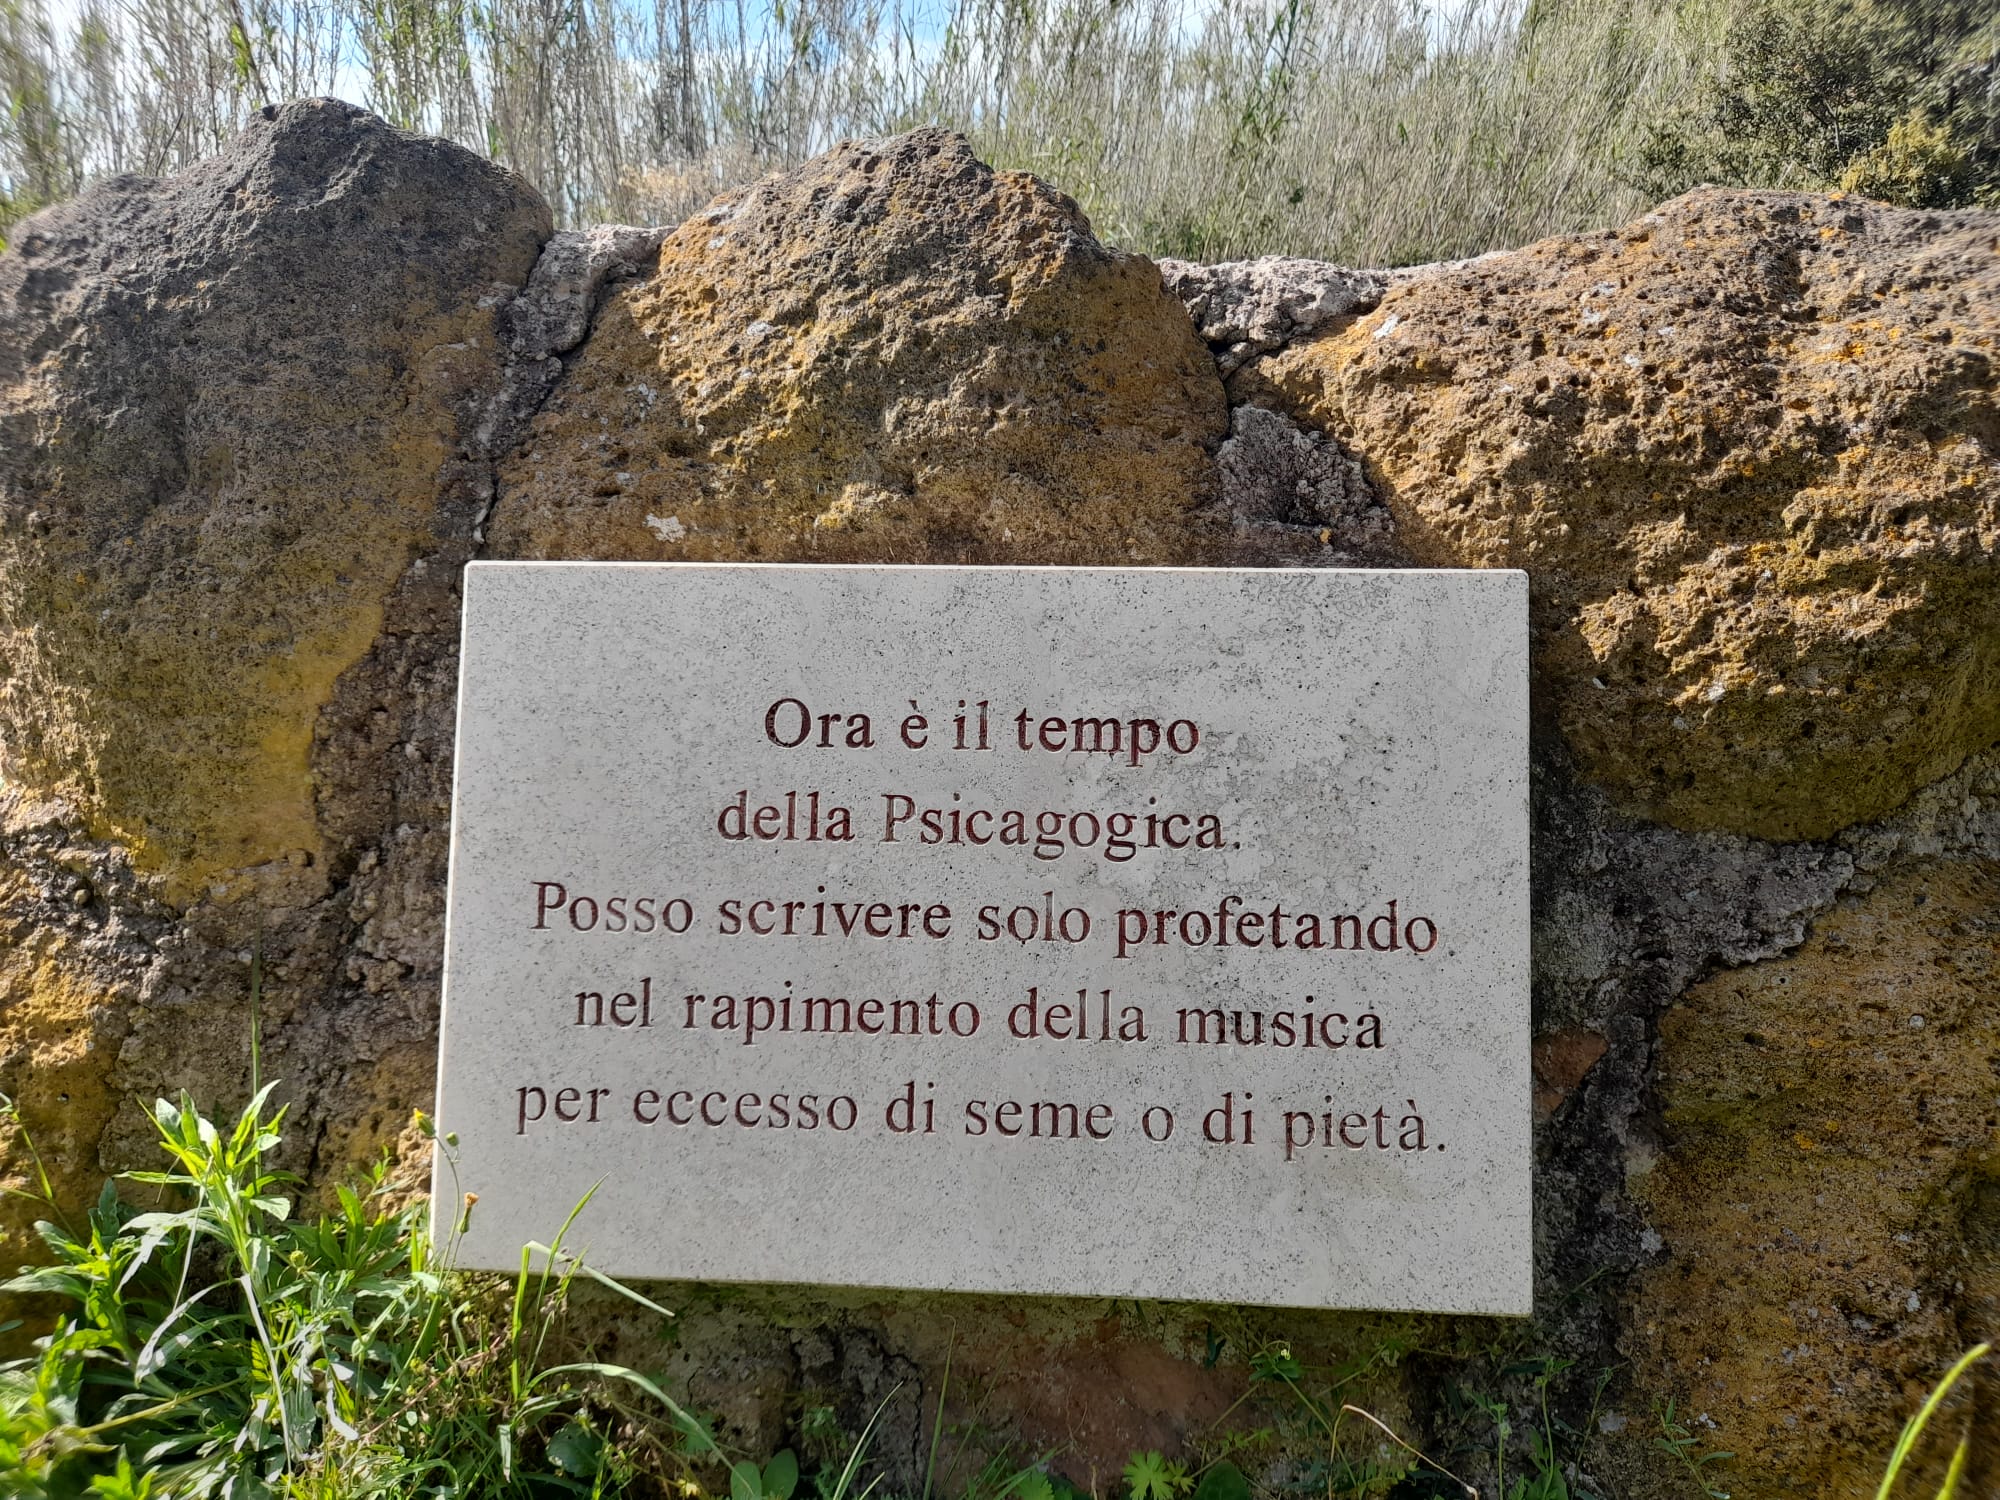 Ora è il tempo
della Psicagogica.
Posso scrivere solo profetando
nel rapimento della musica
per eccesso di seme o di pietà.